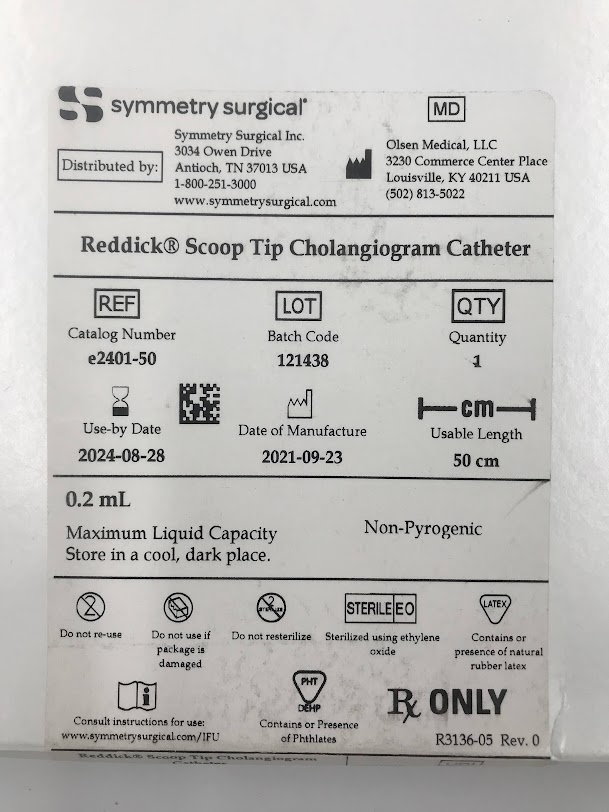 symmetry surgical®
MD
Distributed by:
Symmetry Surgical Inc.
3034 Owen Drive
Antioch, TN 37013 USA
1-800-251-3000
www.symmetrysurgical.com
Olsen Medical, LLC
3230 Commerce Center Place
Louisville, KY 40211 USA
(502) 813-5022
Reddick® Scoop Tip Cholangiogram Catheter
REF
Catalog Number
e2401-50
LOT
Batch Code
121438
QTY
Quantity
1
Use-by Date
2024-08-28
Date of Manufacture
2021-09-23
cm
Usable Length
50 cm
0.2 mL
Maximum Liquid Capacity
Store in a cool, dark place.
Non-Pyrogenic
2
Do not re-use
Do not use if
package is
damaged
2
STERILIZE
Do not resterilize
STERILE EO
Sterilized using ethylene
oxide
LATEX
Contains or
presence of natural
rubber latex
i
Consult instructions for use:
www.symmetrysurgical.com/IFU
PHT
DEHP
Contains or Presence
of Phthlates
Rx ONLY
R3136-05 Rev. 0
Reddick® Scoop Tip Cholangiogram
Catheter